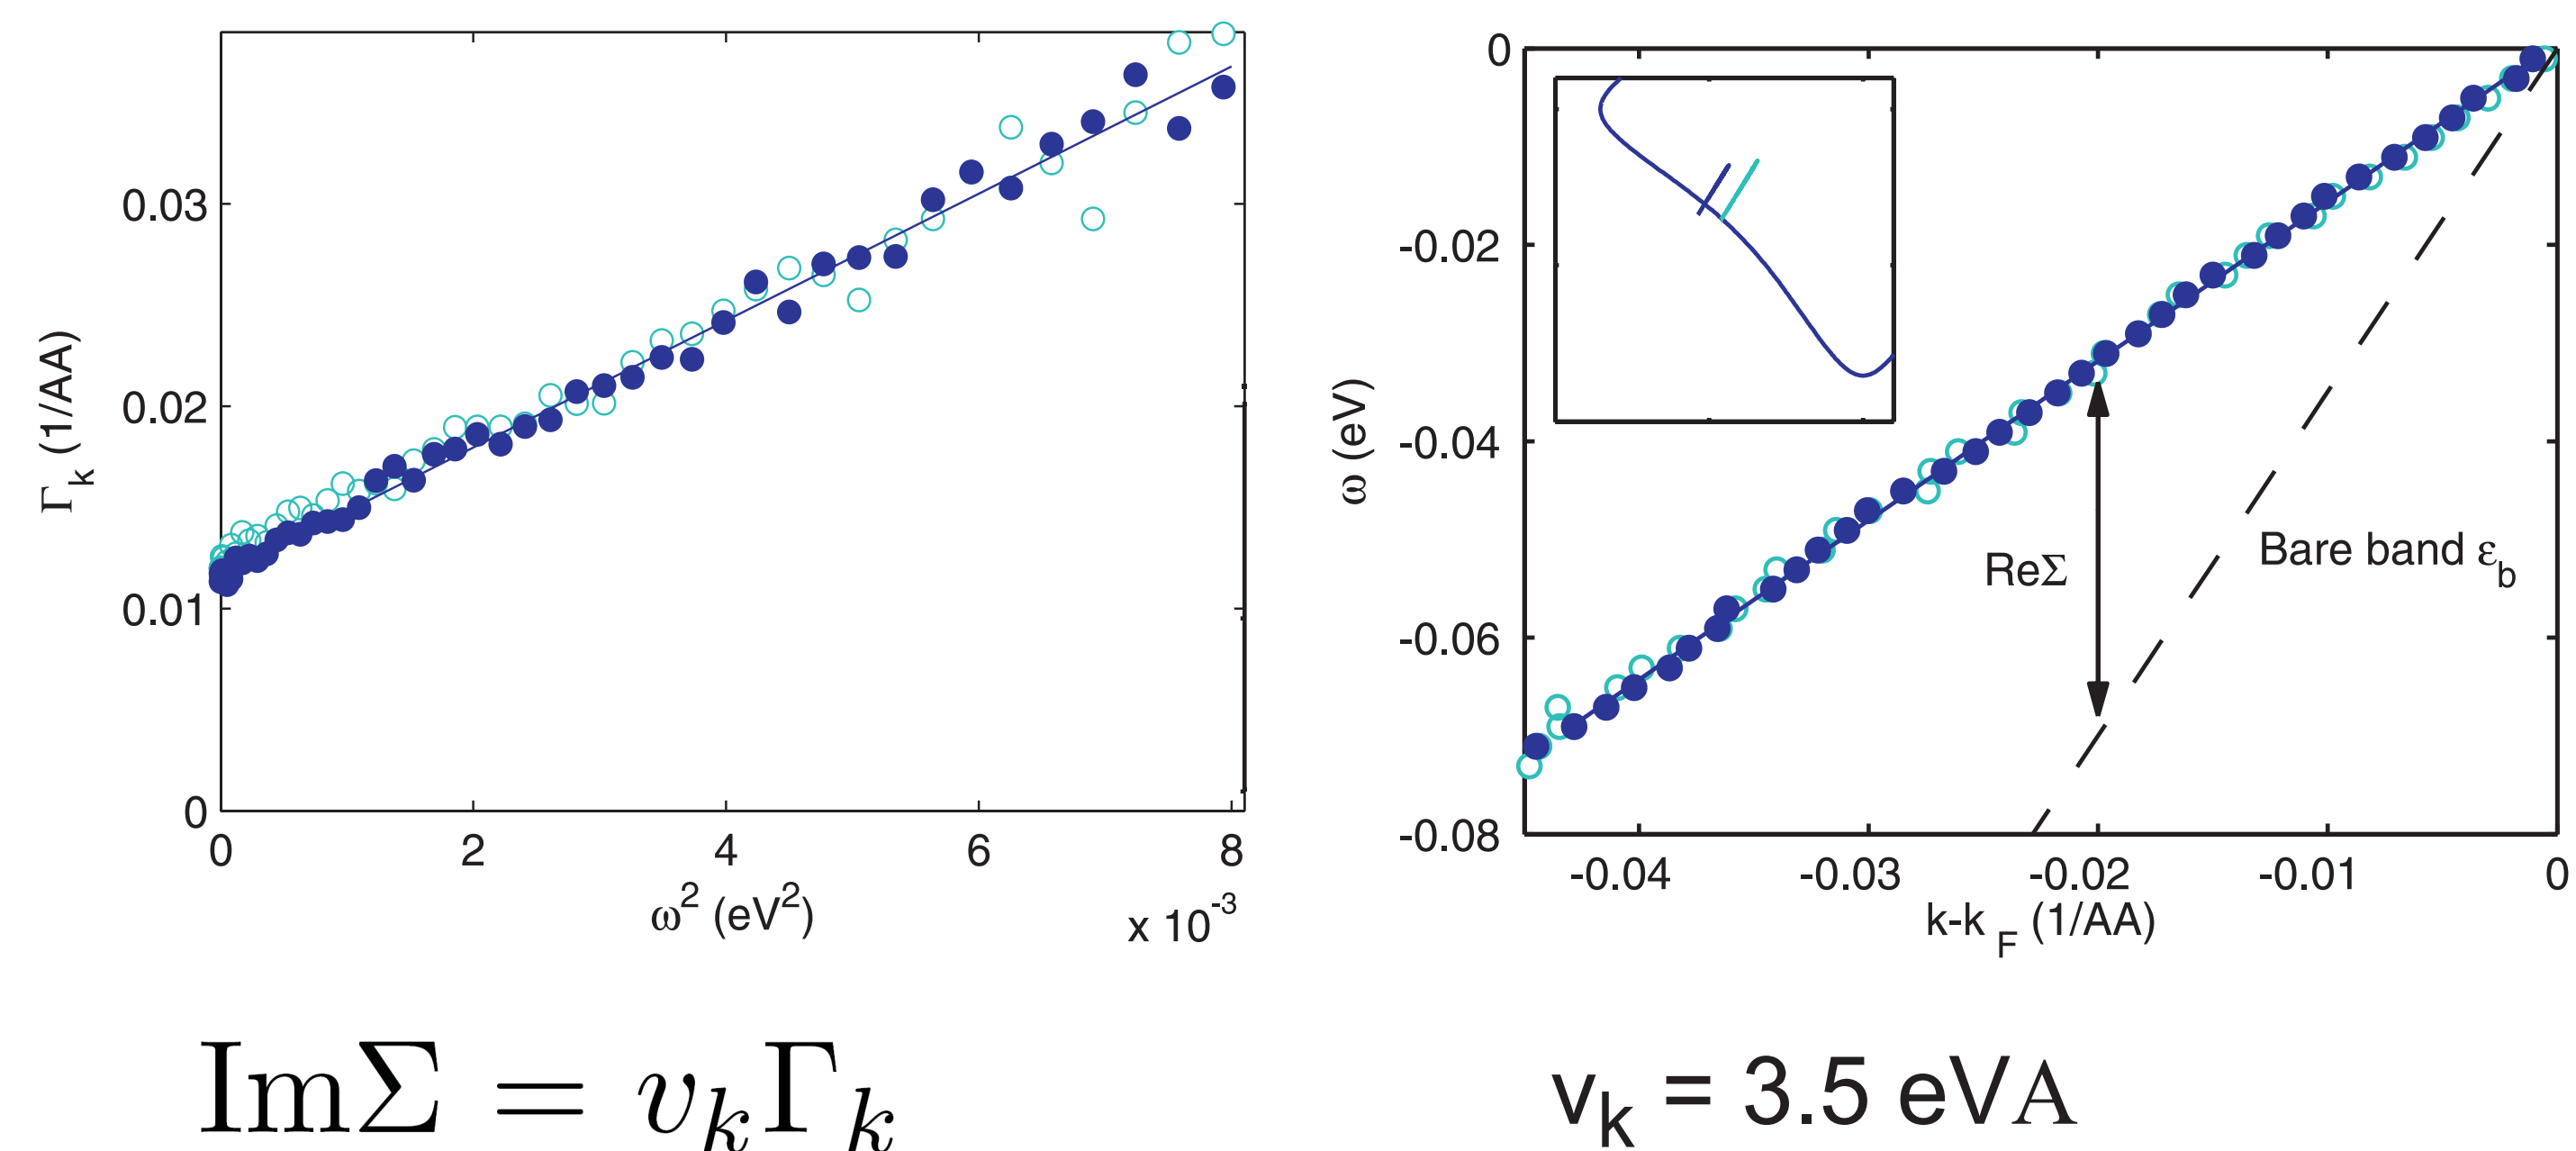 Γk (1/AA)
0.03
0.02
0.01
0
0 2 4 6 8
ω2 (eV2)
x 10-3
ω (eV)
0
-0.02
-0.04
-0.06
-0.08
ReΣ
Bare band εb
-0.04 -0.03 -0.02 -0.01 0
k-k F (1/AA)
ImΣ = vkΓk
vk = 3.5 eVA